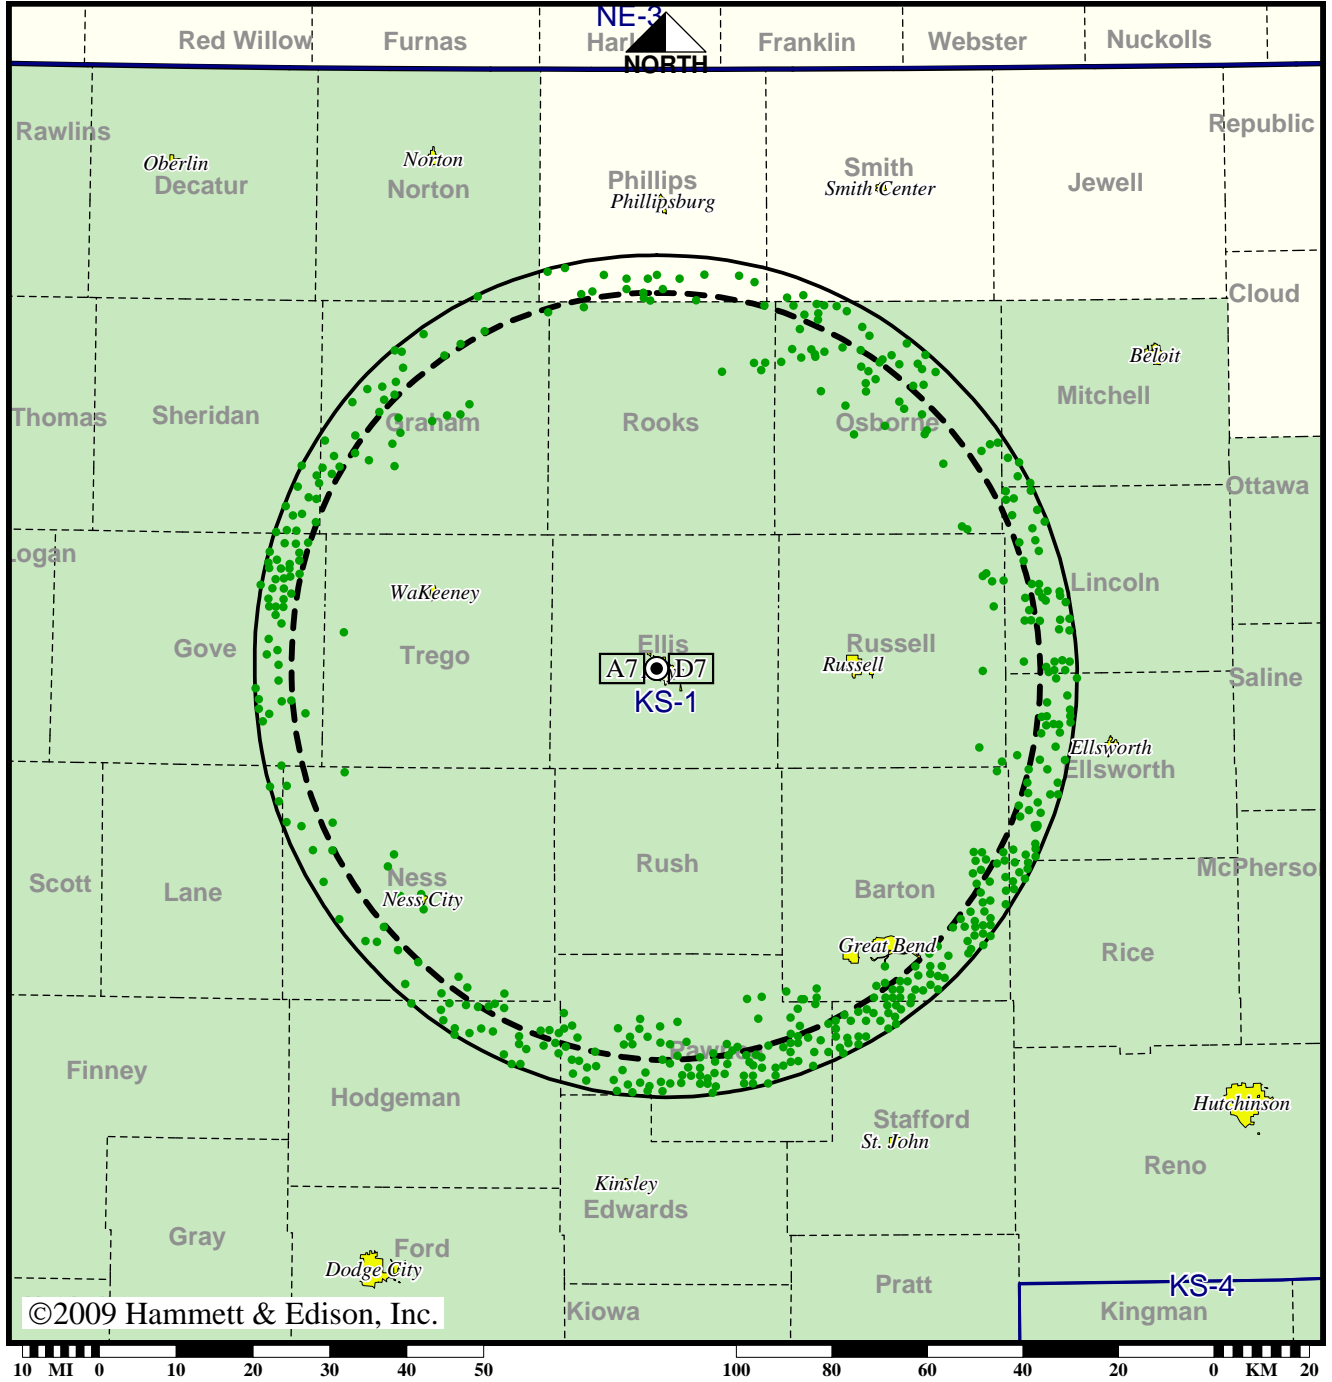 NE-3
Red Willow
Furnas
Harl
Franklin
Webster
Nuckolls
NORTH
Rawlins
Oberlin
Decatur
Norton
Norton
Phillips
Phillipsburg
Smith
Smith Center
Jewell
Republic
Cloud
Thomas
Sheridan
Graham
Rooks
Osborne
Beloit
Mitchell
Ottawa
Logan
WaKeeney
Gove
Trego
Ellis
A7
D7
KS-1
Russell
Russell
Lincoln
Saline
Ellsworth
Ellsworth
Scott
Lane
Ness
Ness City
Rush
Barton
Great Bend
McPherson
Rice
Finney
Hodgeman
Pawnee
Stafford
St. John
Hutchinson
Reno
Kinsley
Edwards
Gray
Ford
Dodge City
Pratt
KS-4
Kiowa
Kingman
©2009 Hammett & Edison, Inc.
10 MI 0 10 20 30 40 50
100 80 60 40 20 0 KM 20